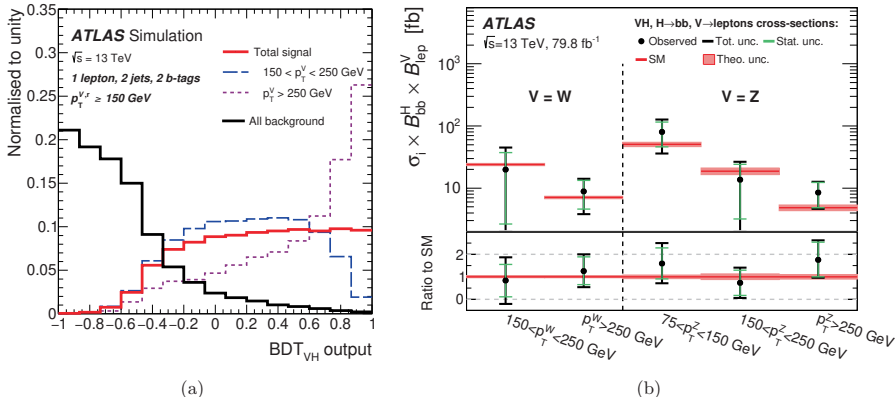 Normalised to unity
0.35
0.3
0.25
0.2
0.15
0.1
0.05
0
ATLAS Simulation
√s = 13 TeV
1 lepton, 2 jets, 2 b-tags
p_T^{V,r} ≥ 150 GeV
Total signal
150 < p_T^V < 250 GeV
p_T^V > 250 GeV
All background
−1 −0.8 −0.6 −0.4 −0.2 0 0.2 0.4 0.6 0.8 1
BDT_VH output
(a)
σ_i × B_bb^H × B_lep^V [fb]
10^3
10^2
10
ATLAS
√s=13 TeV, 79.8 fb^-1
VH, H→bb, V→leptons cross-sections:
Observed Tot. unc. Stat. unc.
SM Theo. unc.
V = W V = Z
Ratio to SM
2
1
0
150<p_T^W<250 GeV
p_T^W>250 GeV
75<p_T^Z<150 GeV
150<p_T^Z<250 GeV
p_T^Z>250 GeV
(b)